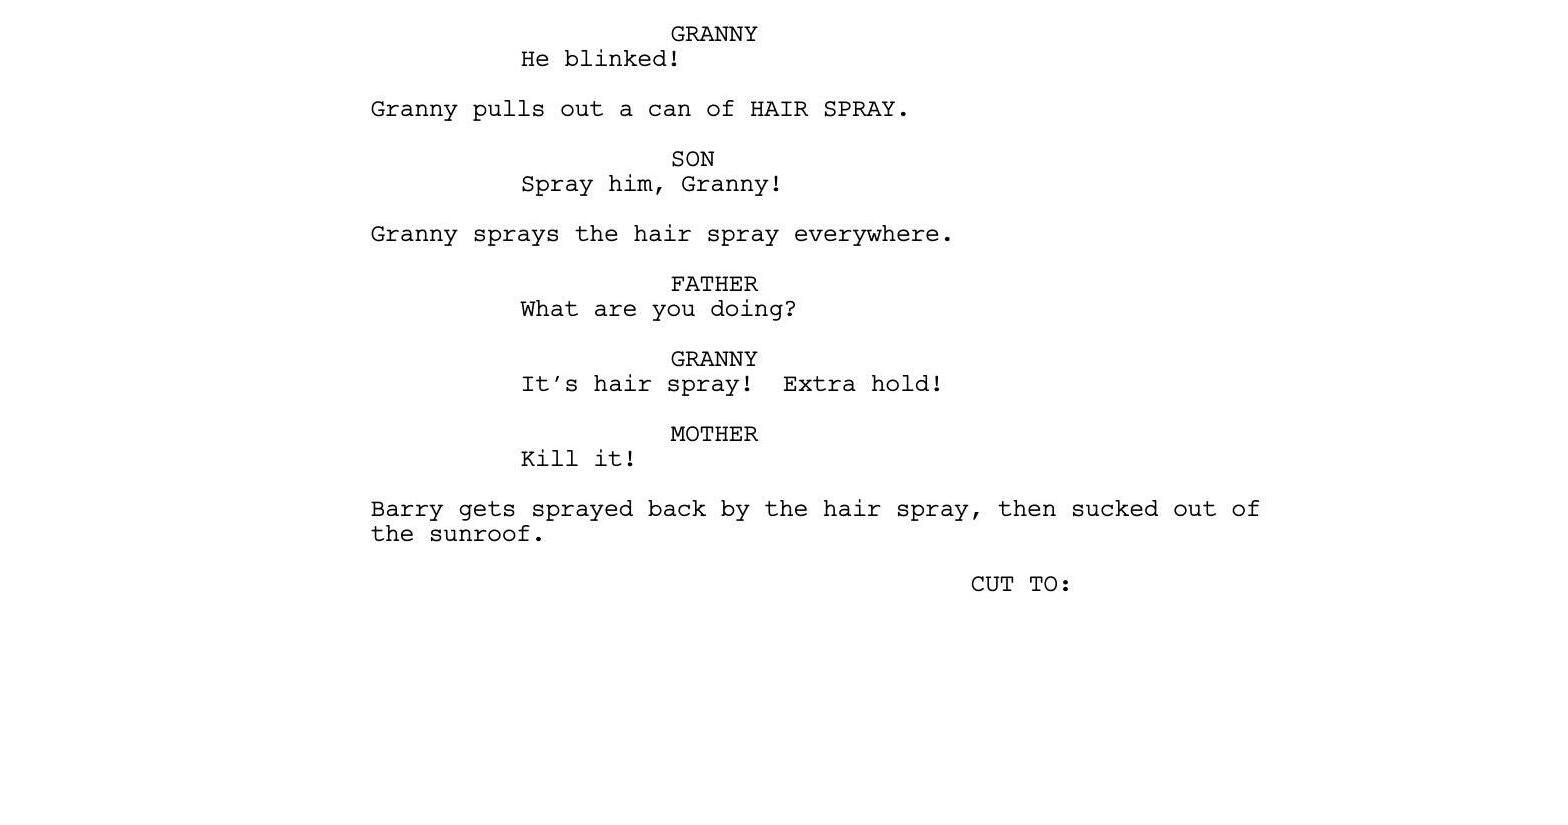 GRANNY
He blinked!
Granny pulls out a can of HAIR SPRAY.
SON
Spray him, Granny!
Granny sprays the hair spray everywhere.
FATHER
What are you doing?
GRANNY
It’s hair spray!  Extra hold!
MOTHER
Kill it!
Barry gets sprayed back by the hair spray, then sucked out of
the sunroof.
CUT TO: